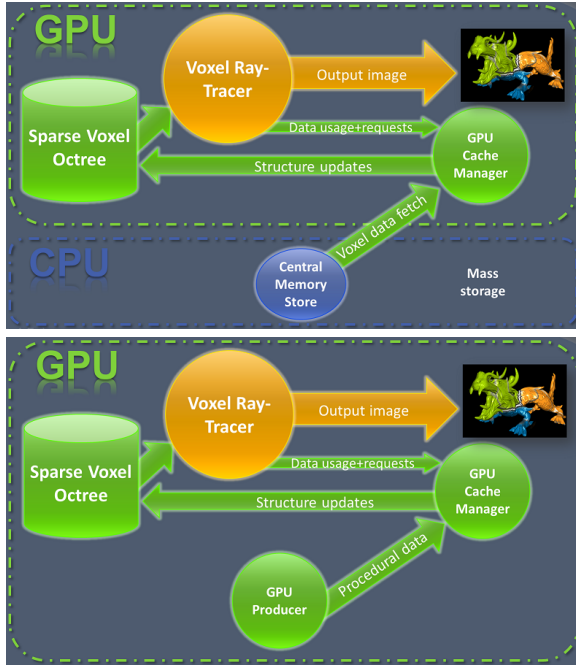 GPU
Voxel Ray-
Tracer
Output image
Sparse Voxel
Octree
Data usage+requests
GPU
Cache
Manager
Structure updates
Voxel data fetch
CPU
Central
Memory
Store
Mass
storage
GPU
Voxel Ray-
Tracer
Output image
Sparse Voxel
Octree
Data usage+requests
GPU
Cache
Manager
Structure updates
Procedural data
GPU
Producer